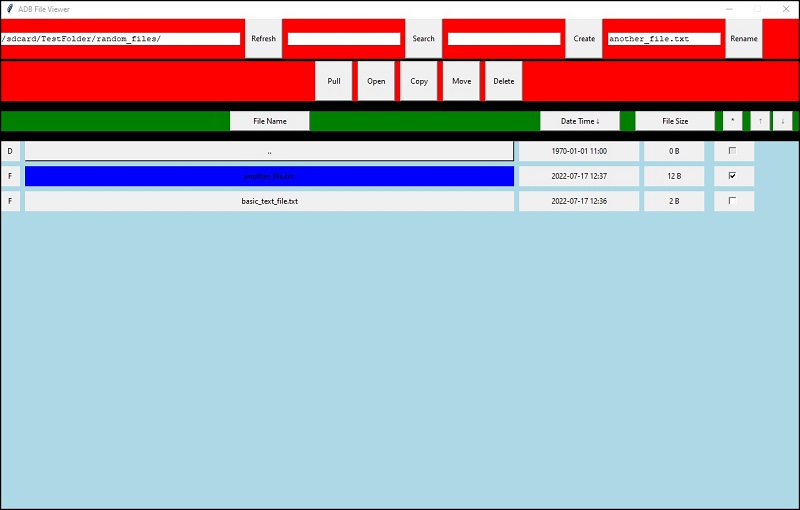 ADB File Viewer
/sdcard/TestFolder/random_files/ Refresh Search Create another_file.txt Rename
Pull Open Copy Move Delete
File Name Date Time ↓ File Size * ↑ ↓
D .. 1970-01-01 11:00 0 B
F another_file.txt 2022-07-17 12:37 12 B
F basic_text_file.txt 2022-07-17 12:36 2 B